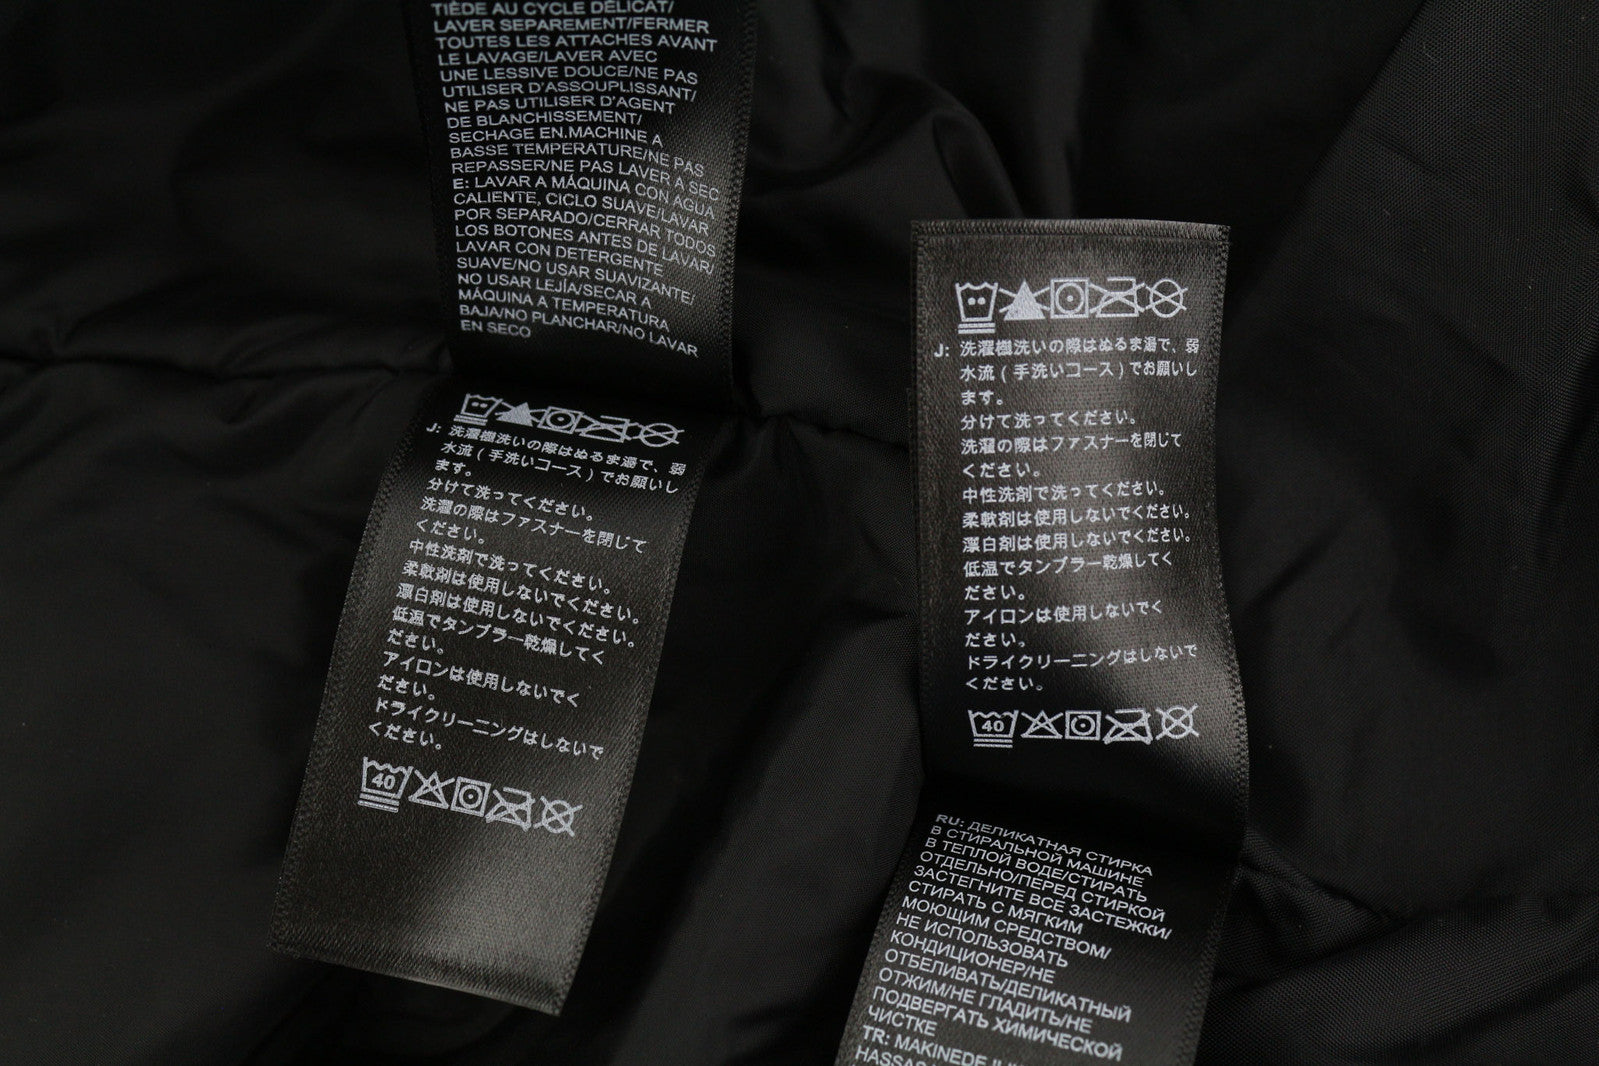 TIÈDE AU CYCLE DÉLICAT/
LAVER SEPAREMENT/FERMER
TOUTES LES ATTACHES AVANT
LE LAVAGE/LAVER AVEC
UNE LESSIVE DOUCE/NE PAS
UTILISER D'ASSOUPLISSANT/
NE PAS UTILISER D'AGENT
DE BLANCHISSEMENT/
SECHAGE EN.MACHINE A
BASSE TEMPERATURE/NE PAS
REPASSER/NE PAS LAVER A SEC
E: LAVAR A MÁQUINA CON AGUA
CALIENTE, CICLO SUAVE/LAVAR
POR SEPARADO/CERRAR TODOS
LOS BOTONES ANTES DE LAVAR/
LAVAR CON DETERGENTE
SUAVE/NO USAR SUAVIZANTE/
NO USAR LEJÍA/SECAR A
MÁQUINA A TEMPERATURA
BAJA/NO PLANCHAR/NO LAVAR
EN SECO
J: 洗濯機洗いの際はぬるま湯で、弱
水流(手洗いコース)でお願いし
ます。
分けて洗ってください。
洗濯の際はファスナーを閉じて
ください。
中性洗剤で洗ってください。
柔軟剤は使用しないでください。
漂白剤は使用しないでください。
低温でタンブラー乾燥してく
ださい。
アイロンは使用しないでく
ださい。
ドライクリーニングはしないで
ください。
40
J: 洗濯機洗いの際はぬるま湯で、弱
水流(手洗いコース)でお願いし
ます。
分けて洗ってください。
洗濯の際はファスナーを閉じて
ください。
中性洗剤で洗ってください。
柔軟剤は使用しないでください。
漂白剤は使用しないでください。
低温でタンブラー乾燥してく
ださい。
アイロンは使用しないでく
ださい。
ドライクリーニングはしないで
ください。
40
RU: ДЕЛИКАТНАЯ СТИРКА
В СТИРАЛЬНОЙ МАШИНЕ
В ТЕПЛОЙ ВОДЕ/СТИРАТЬ
ОТДЕЛЬНО/ПЕРЕД СТИРКОЙ
ЗАСТЕГНИТЕ ВСЕ ЗАСТЕЖКИ/
СТИРАТЬ С МЯГКИМ
МОЮЩИМ СРЕДСТВОМ/
НЕ ИСПОЛЬЗОВАТЬ
КОНДИЦИОНЕР/НЕ
ОТБЕЛИВАТЬ/ДЕЛИКАТНЫЙ
ОТЖИМ/НЕ ГЛАДИТЬ/НЕ
ПОДВЕРГАТЬ ХИМИЧЕСКОЙ
ЧИСТКЕ
TR: MAKINEDE